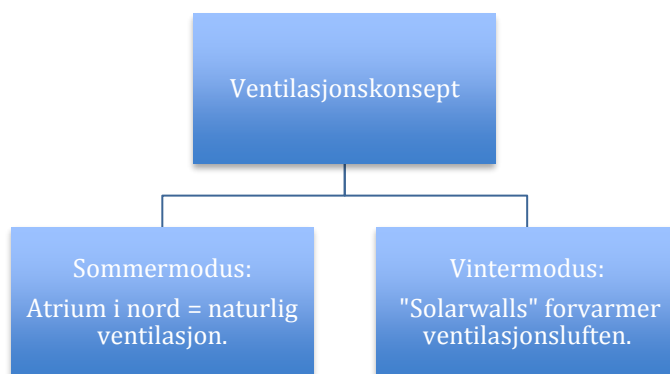 Ventilasjonskonsept
Sommermodus:
Atrium i nord = naturlig
ventilasjon.
Vintermodus:
"Solarwalls" forvarmer
ventilasjonsluften.